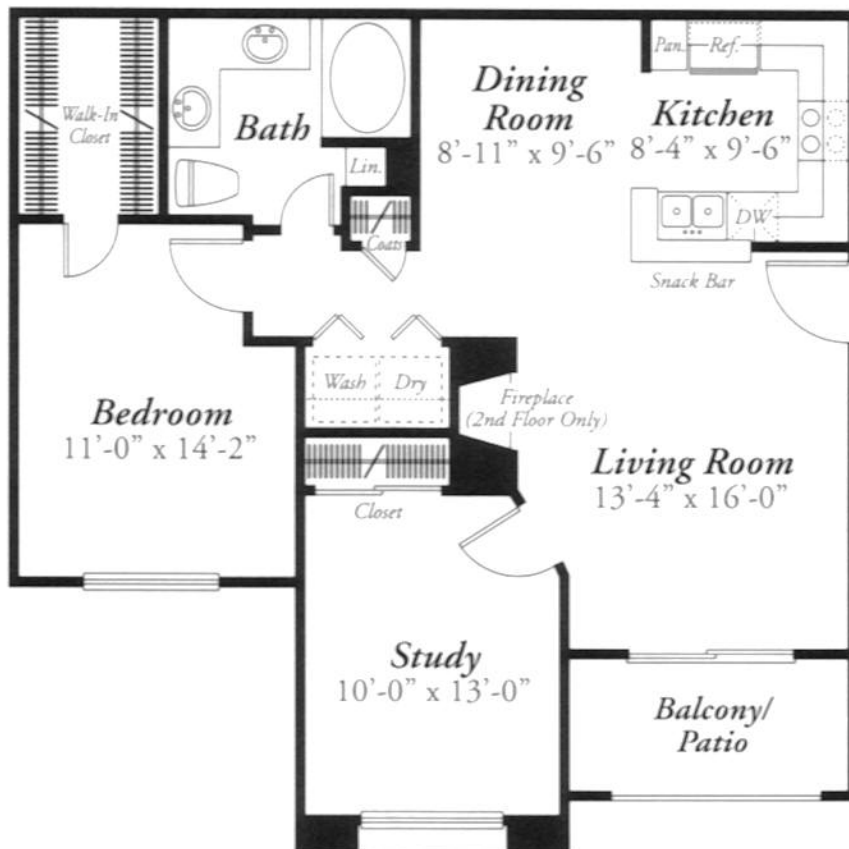 Walk-In
Closet
Bath
Lin.
Coats
Dining
Room
8'-11" x 9'-6"
Pan.
Ref.
Kitchen
8'-4" x 9'-6"
DW
Snack Bar
Wash
Dry
Fireplace
(2nd Floor Only)
Bedroom
11'-0" x 14'-2"
Living Room
13'-4" x 16'-0"
Closet
Study
10'-0" x 13'-0"
Balcony/
Patio